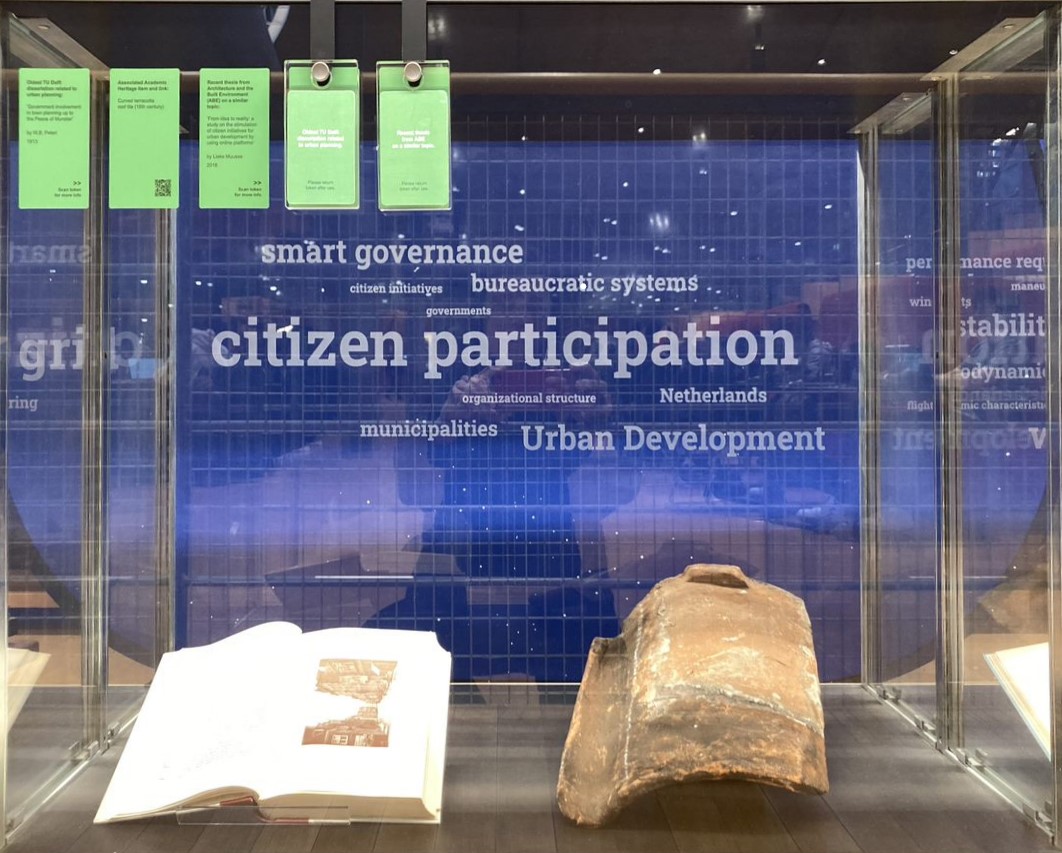 Oldest TU Delft
dissertation related to
urban planning:
"Government involvement
in town planning up to
the Peace of Munster"
by W.B. Peteri
1913
>>
Scan token
for more info
Associated Academic
Heritage item and link:
Curved terracotta
roof tile (18th century)
Recent thesis from
Architecture and the
Built Environment
(ABE) on a similar
topic:
"From idea to reality: a
study on the stimulation
of citizen initiatives for
urban development by
using online platforms"
by Lieke
2018
>>
Scan token
for more info
Oldest TU Delft
dissertation related
to urban planning
Please return
token after use
Recent thesis
from ABE
on a similar topic
Please return
token after use
smart governance
citizen initiatives bureaucratic systems
governments
citizen participation
organizational structure Netherlands
municipalities Urban Development
smart
grid
ring
performance req
maneu
win ts
stabilit
odynamic
flight mic characteristi